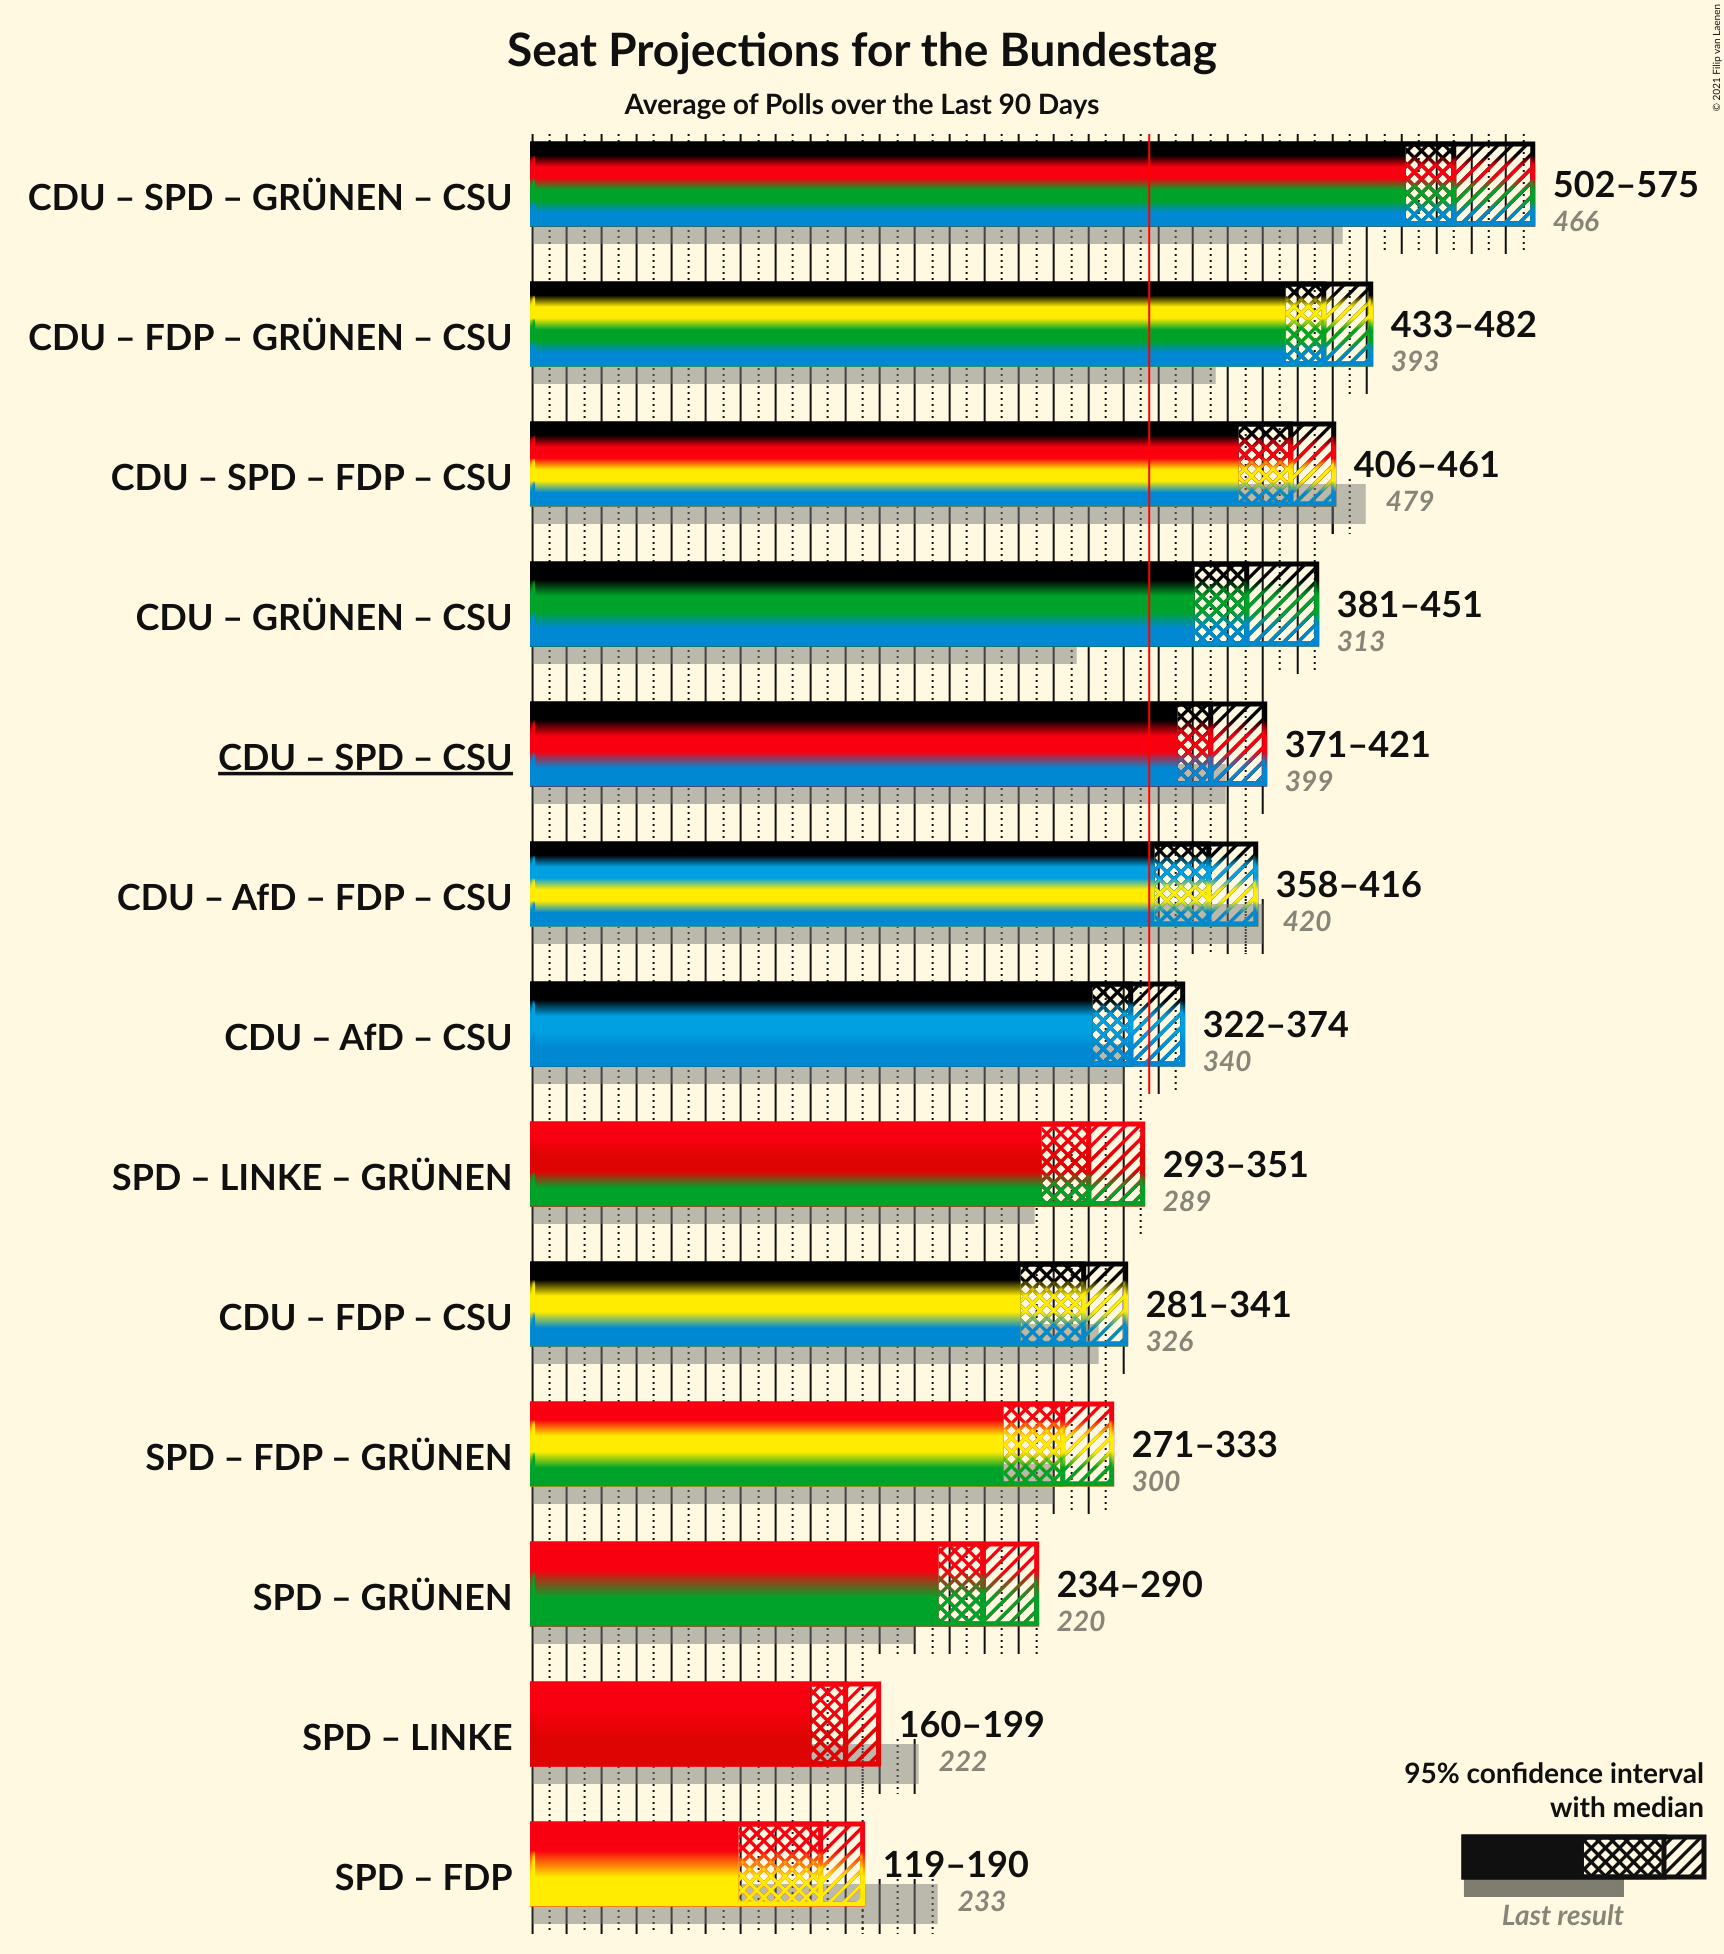 Seat Projections for the Bundestag
Average of Polls over the Last 90 Days
© 2021 Filip van Laenen
CDU – SPD – GRÜNEN – CSU
502–575
466
CDU – FDP – GRÜNEN – CSU
433–482
393
CDU – SPD – FDP – CSU
406–461
479
CDU – GRÜNEN – CSU
381–451
313
CDU – SPD – CSU
371–421
399
CDU – AfD – FDP – CSU
358–416
420
CDU – AfD – CSU
322–374
340
SPD – LINKE – GRÜNEN
293–351
289
CDU – FDP – CSU
281–341
326
SPD – FDP – GRÜNEN
271–333
300
SPD – GRÜNEN
234–290
220
SPD – LINKE
160–199
222
SPD – FDP
119–190
233
95% confidence interval
with median
Last result